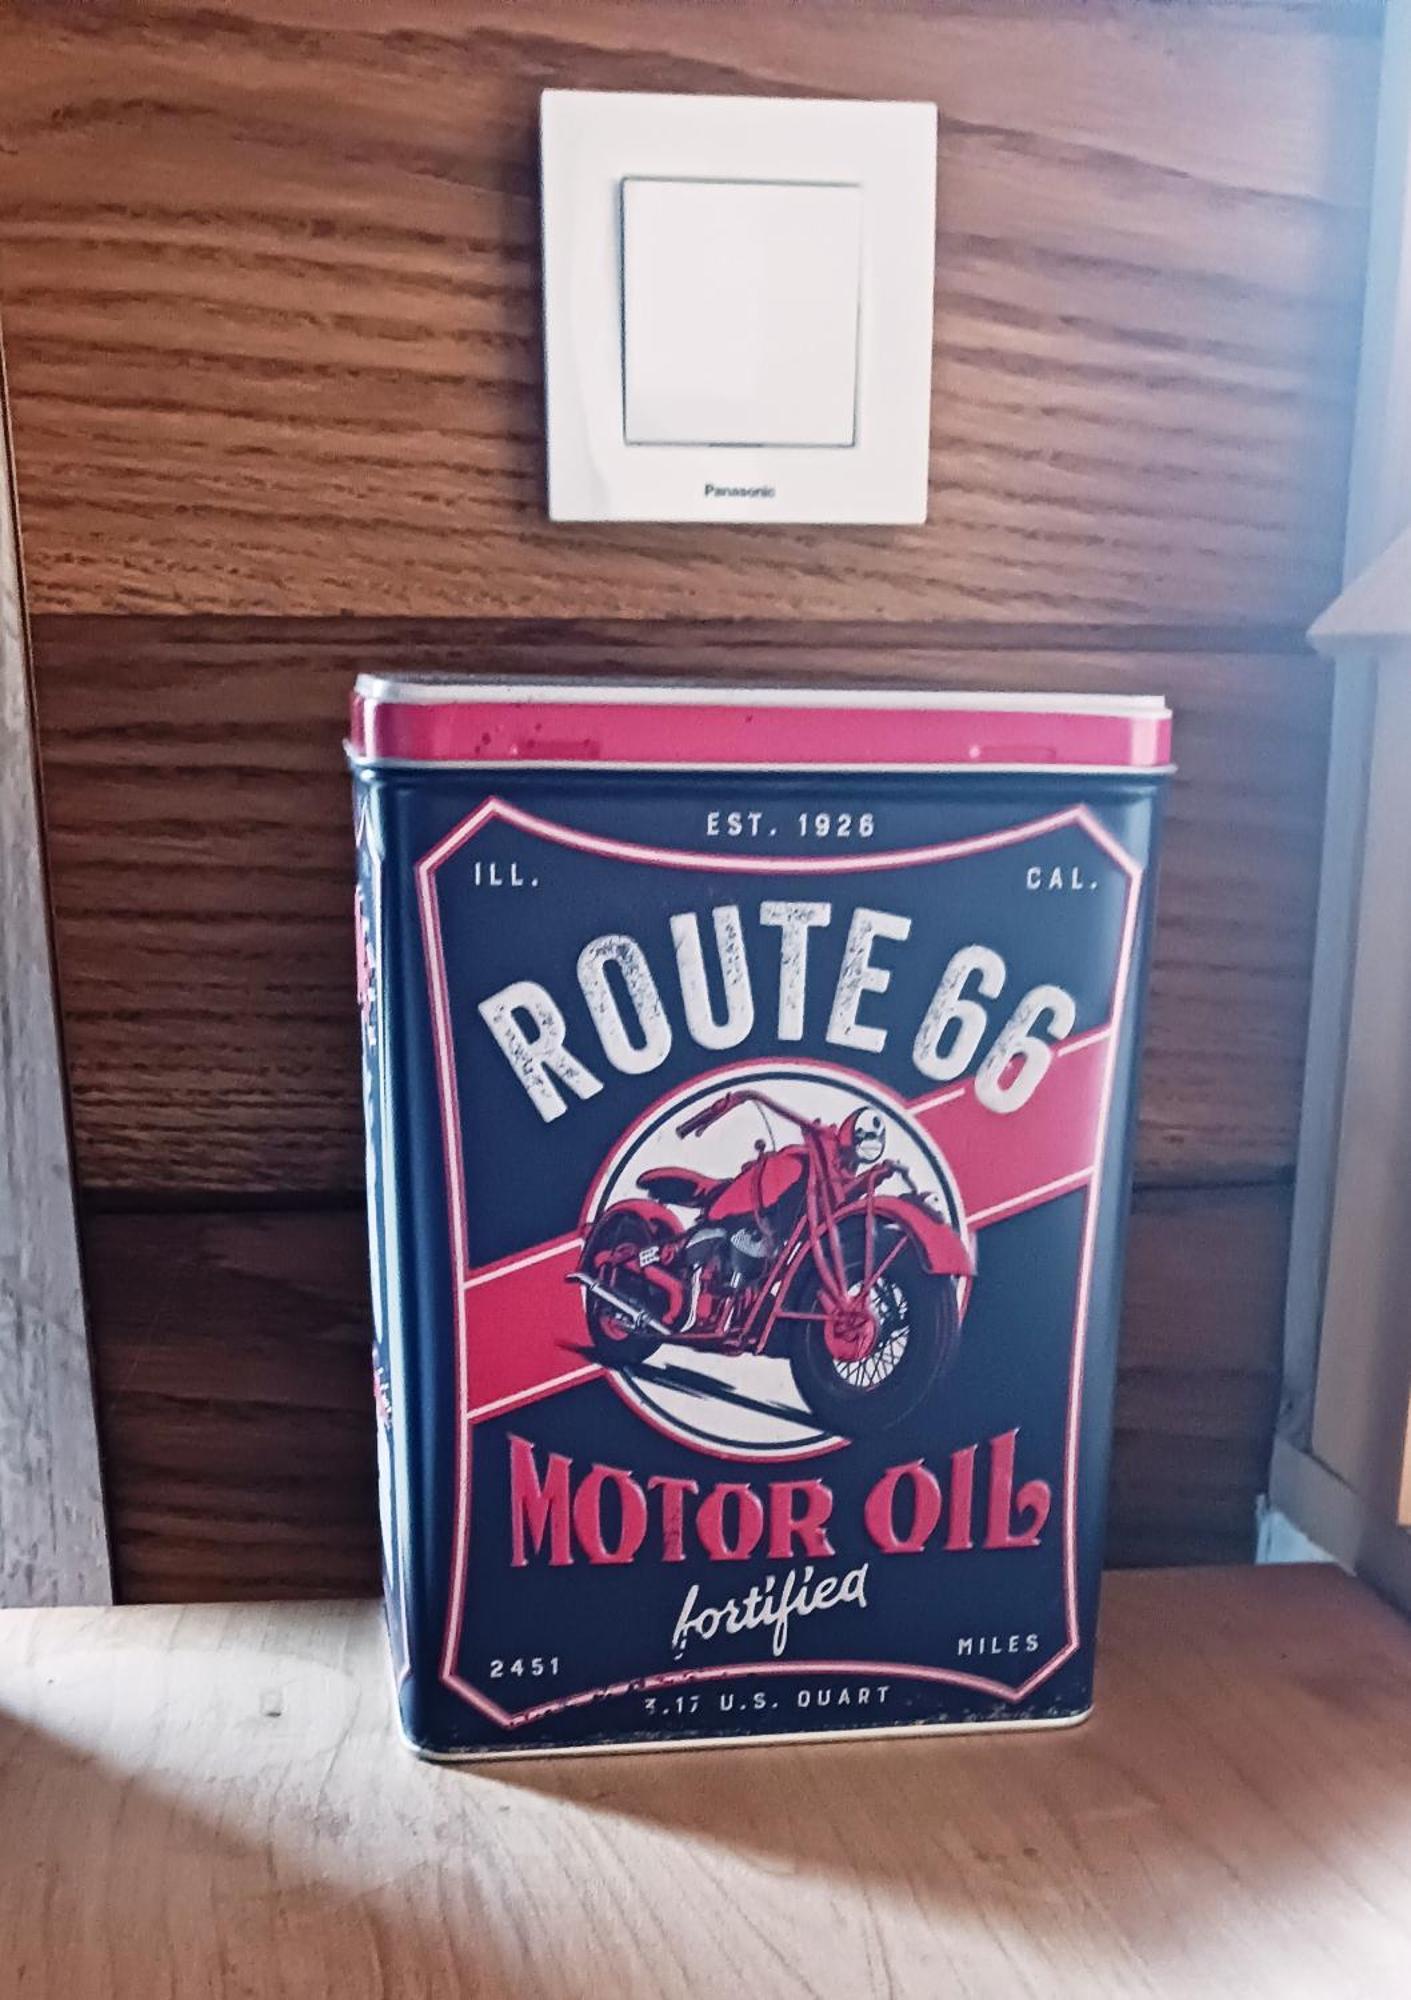 Panasonic
EST. 1926
ILL.
CAL.
ROUTE 66
MOTOR OIL
fortified
2451
MILES
3.17 U.S. QUART